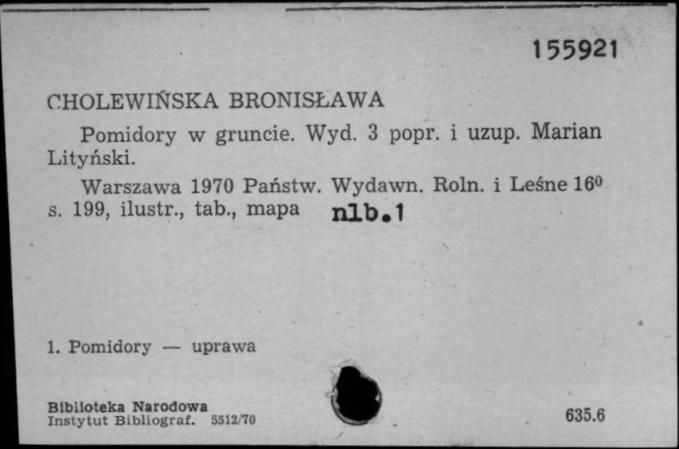 155921
CHOLEWIŃSKA BRONISŁAWA
Pomidory w gruncie. Wyd. 3 popr. i uzup. Marian
Lityński.
Warszawa 1970 Państw. Wydawn. Roln. i Leśne 16⁰
s. 199, ilustr., tab., mapa nlb.1
1. Pomidory — uprawa
Biblioteka Narodowa
Instytut Bibliograf. 5512/70
635.6